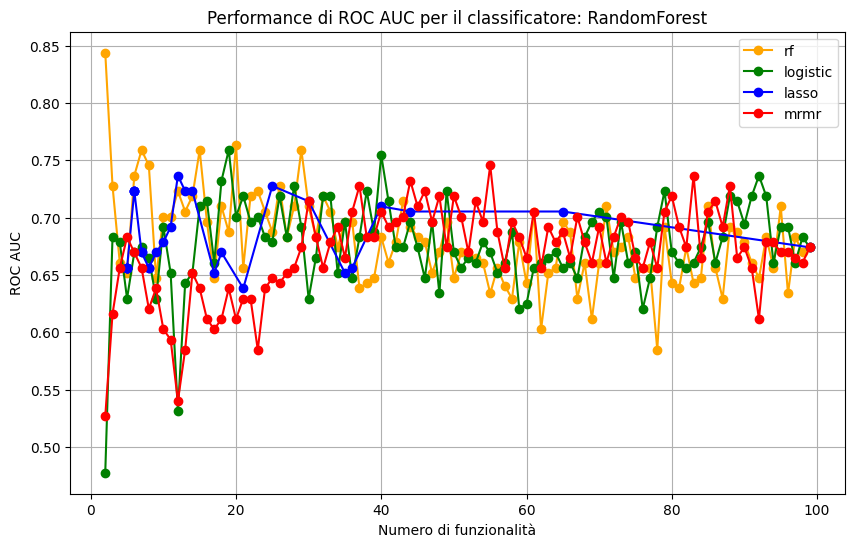 Performance di ROC AUC per il classificatore: RandomForest
rf
logistic
lasso
mrmr
ROC AUC
0.85
0.80
0.75
0.70
0.65
0.60
0.55
0.50
0 20 40 60 80 100
Numero di funzionalità